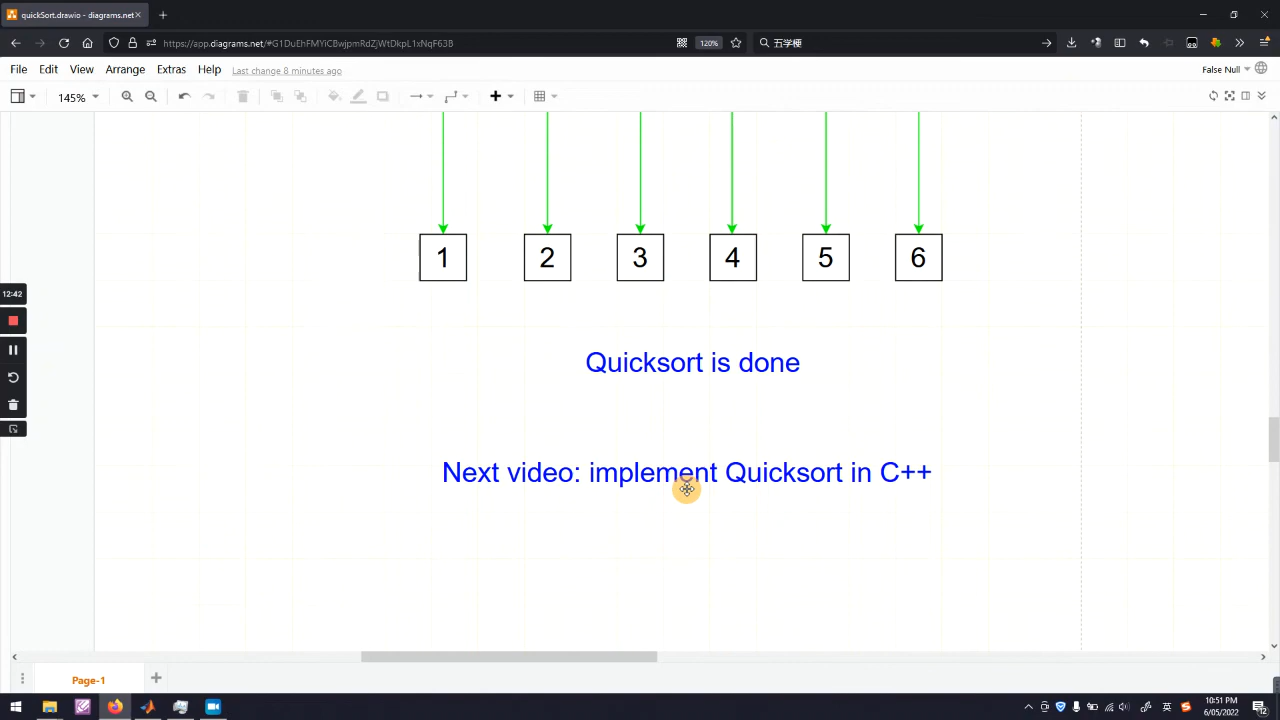 quickSort.drawio - diagrams.net
https://app.diagrams.net/#G1DuEhFMYiCBwjpmRdZjWtDkpL1xNqF63B
120%
五学梗
File Edit View Arrange Extras Help Last change 8 minutes ago
False Null
145%
1 2 3 4 5 6
12:42
Quicksort is done
Next video: implement Quicksort in C++
Page-1
英
10:51 PM
6/05/2022
12